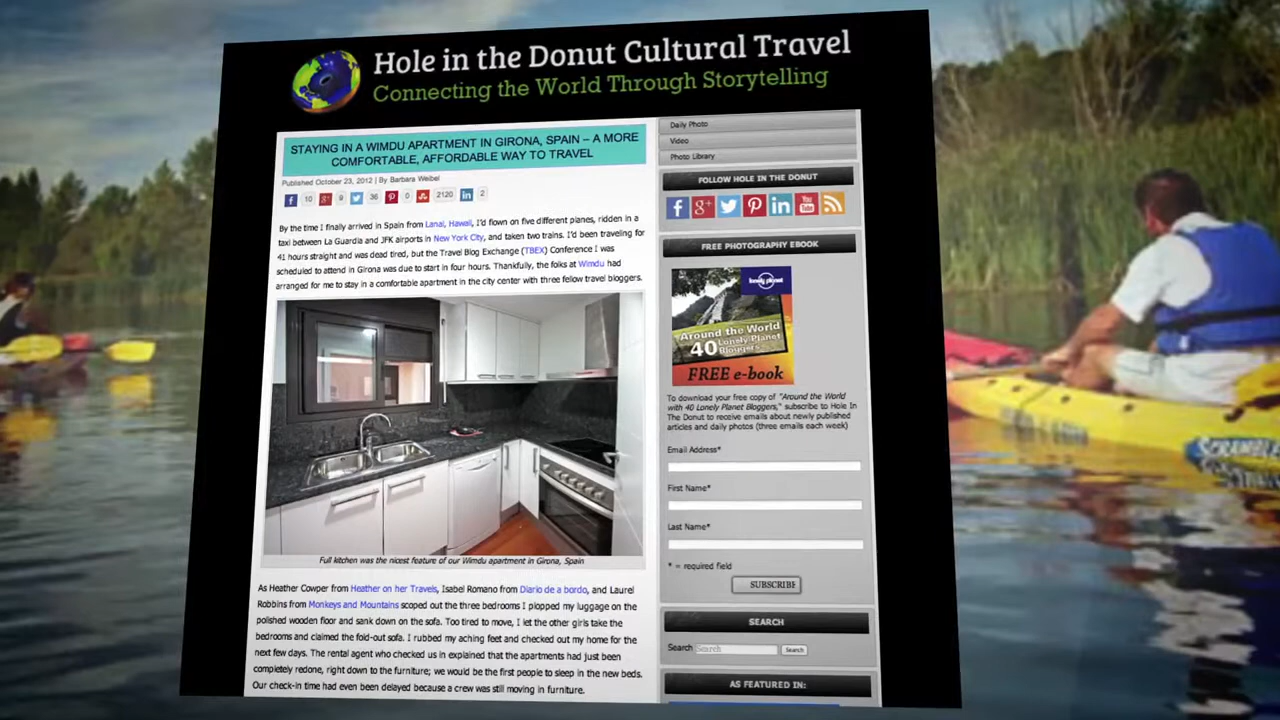 Hole in the Donut Cultural Travel
Connecting the World Through Storytelling
STAYING IN A WIMDU APARTMENT IN GIRONA, SPAIN – A MORE
COMFORTABLE, AFFORDABLE WAY TO TRAVEL
Published October 23, 2012 | By Barbara Weibel
10 9 36 0 2120 2
By the time I finally arrived in Spain from Lanai, Hawaii, I'd flown on five different planes, ridden in a
taxi between La Guardia and JFK airports in New York City, and taken two trains. I'd been traveling for
41 hours straight and was dead tired, but the Travel Blog Exchange (TBEX) Conference I was
scheduled to attend in Girona was due to start in four hours. Thankfully, the folks at Wimdu had
arranged for me to stay in a comfortable apartment in the city center with three fellow travel bloggers.
Full kitchen was the nicest feature of our Wimdu apartment in Girona, Spain
As Heather Cowper from Heather on her Travels, Isabel Romano from Diario de a bordo, and Laurel
Robbins from Monkeys and Mountains scoped out the three bedrooms I plopped my luggage on the
polished wooden floor and sank down on the sofa. Too tired to move, I let the other girls take the
bedrooms and claimed the fold-out sofa. I rubbed my aching feet and checked out my home for the
next few days. The rental agent who checked us in explained that the apartments had just been
completely redone, right down to the furniture; we would be the first people to sleep in the new beds.
Our check-in time had even been delayed because a crew was still moving in furniture.
Daily Photo
Video
Photo Library
FOLLOW HOLE IN THE DONUT
You Tube
FREE PHOTOGRAPHY EBOOK
lonely planet
Around the World
40 Lonely Planet
Bloggers
FREE e-book
To download your free copy of "Around the World
with 40 Lonely Planet Bloggers," subscribe to Hole In
The Donut to receive emails about newly published
articles and daily photos (three emails each week)
Email Address*
First Name*
Last Name*
* = required field
SUBSCRIBE
SEARCH
Search Search Search
AS FEATURED IN: